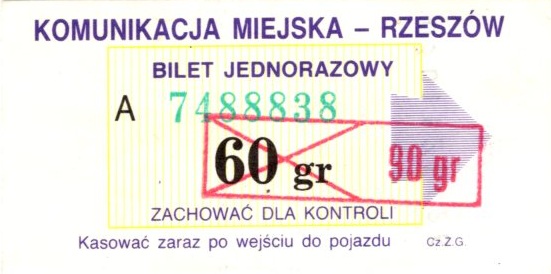 KOMUNIKACJA MIEJSKA – RZESZÓW
BILET JEDNORAZOWY
A 7488838
60 gr 90 gr
ZACHOWAĆ DLA KONTROLI
Kasować zaraz po wejściu do pojazdu Cz.Z.G.